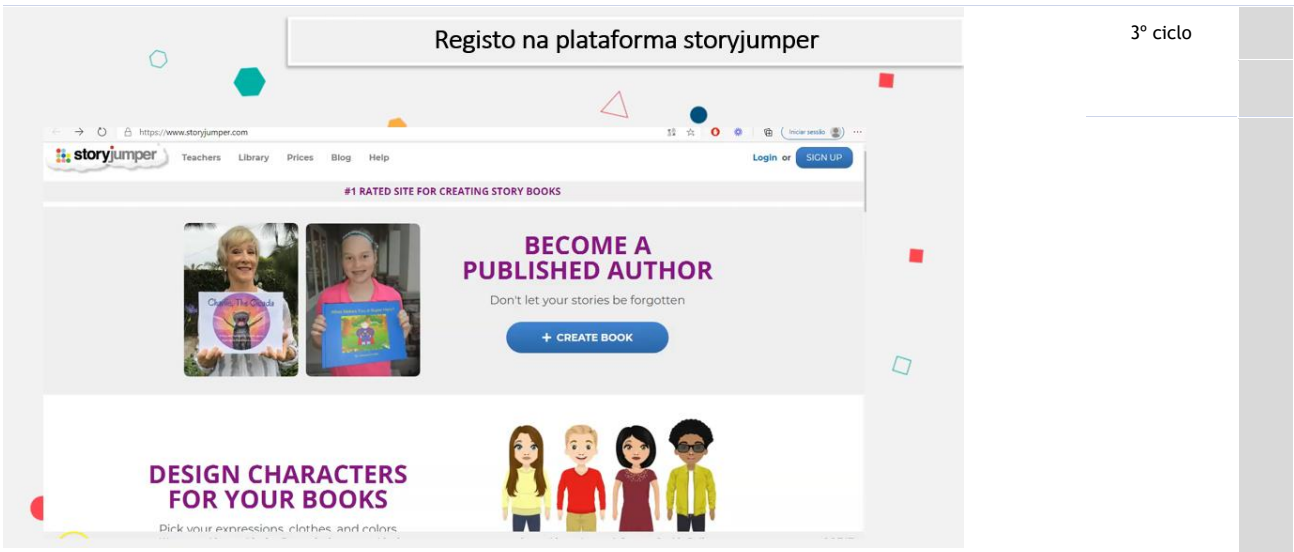 Registo na plataforma storyjumper
3º ciclo
https://www.storyjumper.com
Iniciar sessão
storyjumper
Teachers Library Prices Blog Help
Login or SIGN UP
#1 RATED SITE FOR CREATING STORY BOOKS
BECOME A
PUBLISHED AUTHOR
Don't let your stories be forgotten
+ CREATE BOOK
DESIGN CHARACTERS
FOR YOUR BOOKS
Pick your expressions, clothes, and colors